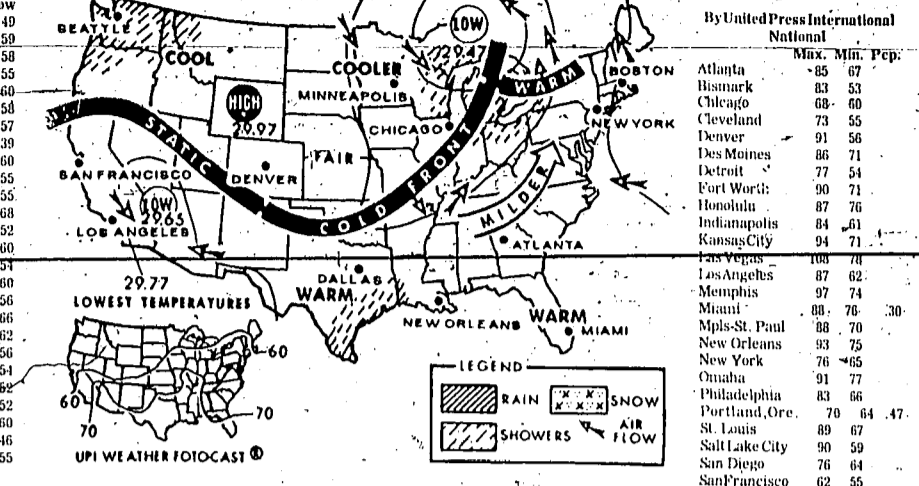 LOW
29.47
SEATTLE
COOL
COOLER
MINNEAPOLIS
WARM
BOSTON
HIGH
29.97
NEW YORK
CHICAGO
STATIC
FAIR
SAN FRANCISCO
DENVER
COLD FRONT
LOW
29.65
MILDER
LOS ANGELES
ATLANTA
DALLAS
29.77
LOWEST TEMPERATURES
WARM
NEW ORLEANS
WARM
MIAMI
60
60
70
70
LEGEND
RAIN
SNOW
SHOWERS
AIR
FLOW
UPI WEATHER FOTOCAST ®
By United Press International
National
Max. Min. Pcp.
Atlanta 85 67
Bismark 83 53
Chicago 68 60
Cleveland 73 55
Denver 91 56
Des Moines 86 71
Detroit 77 54
Fort Worth 90 71
Honolulu 87 76
Indianapolis 84 61
Kansas City 94 71
Las Vegas 108 78
Los Angeles 87 62
Memphis 97 74
Miami 88 76 .30
Mpls-St. Paul 88 70
New Orleans 93 75
New York 76 65
Omaha 91 77
Philadelphia 83 66
Portland, Ore. 70 64 .47
St. Louis 89 67
Salt Lake City 90 59
San Diego 76 64
San Francisco 62 55